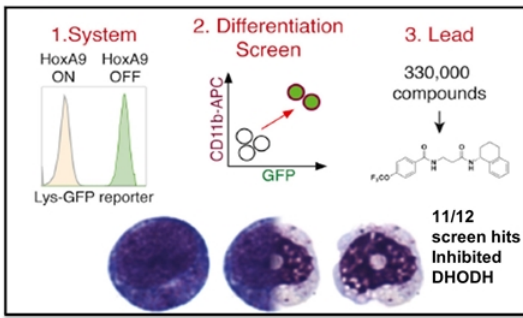 1.System
HoxA9 ON
HoxA9 OFF
Lys-GFP reporter
2. Differentiation
Screen
CD11b-APC
GFP
3. Lead
330,000
compounds
F₃CO
O
N
H
O
HN
11/12
screen hits
Inhibited
DHODH